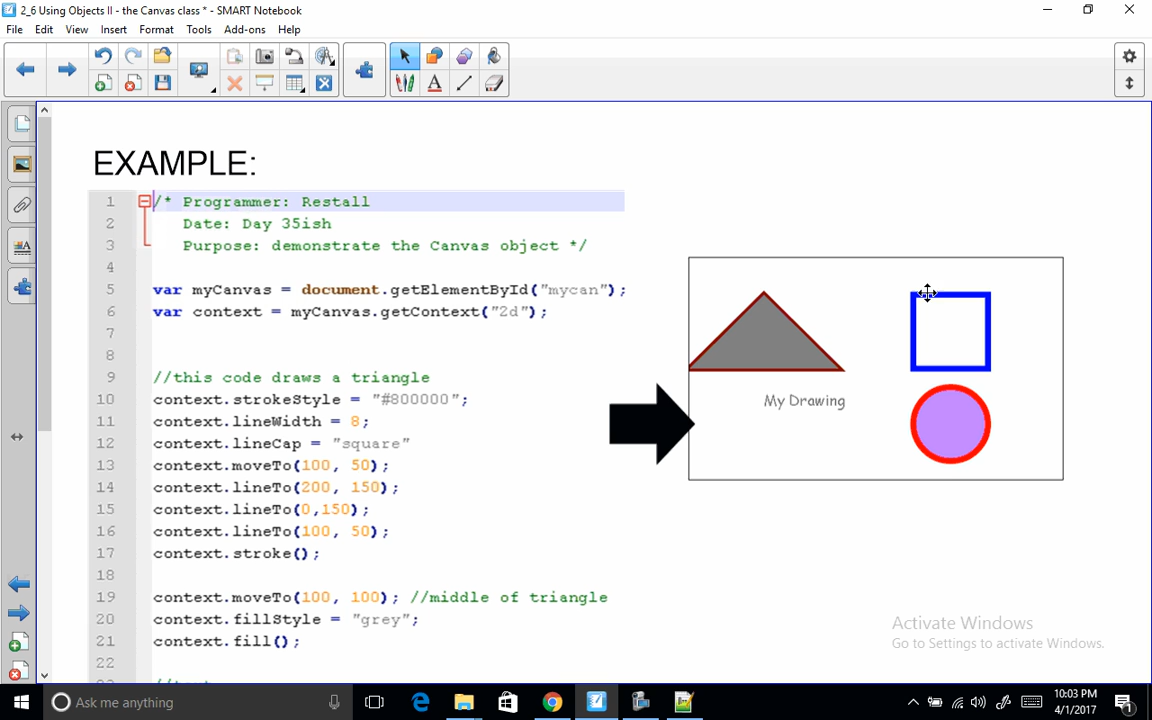 2_6 Using Objects II - the Canvas class * - SMART Notebook
File Edit View Insert Format Tools Add-ons Help
EXAMPLE:
1 /* Programmer: Restall
2 Date: Day 35ish
3 Purpose: demonstrate the Canvas object */
4
5 var myCanvas = document.getElementById("mycan");
6 var context = myCanvas.getContext("2d");
7
8
9 //this code draws a triangle
10 context.strokeStyle = "#800000";
11 context.lineWidth = 8;
12 context.lineCap = "square"
13 context.moveTo(100, 50);
14 context.lineTo(200, 150);
15 context.lineTo(0,150);
16 context.lineTo(100, 50);
17 context.stroke();
18
19 context.moveTo(100, 100); //middle of triangle
20 context.fillStyle = "grey";
21 context.fill();
22
My Drawing
Activate Windows
Go to Settings to activate Windows.
Ask me anything
10:03 PM
4/1/2017
1